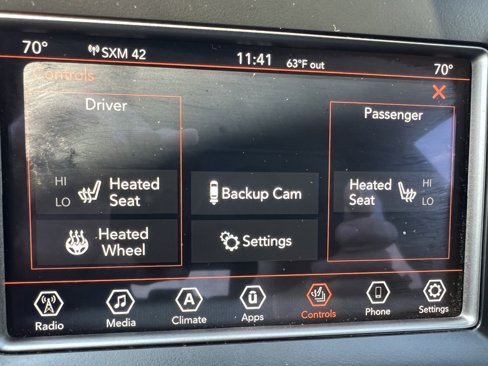 70°
SXM 42
11:41
63°F out
70°
Controls
Driver
Passenger
HI
LO
Heated
Seat
Backup Cam
Heated
Seat
HI
LO
Heated
Wheel
Settings
Radio
Media
A
Climate
ū
Apps
Controls
Phone
Settings